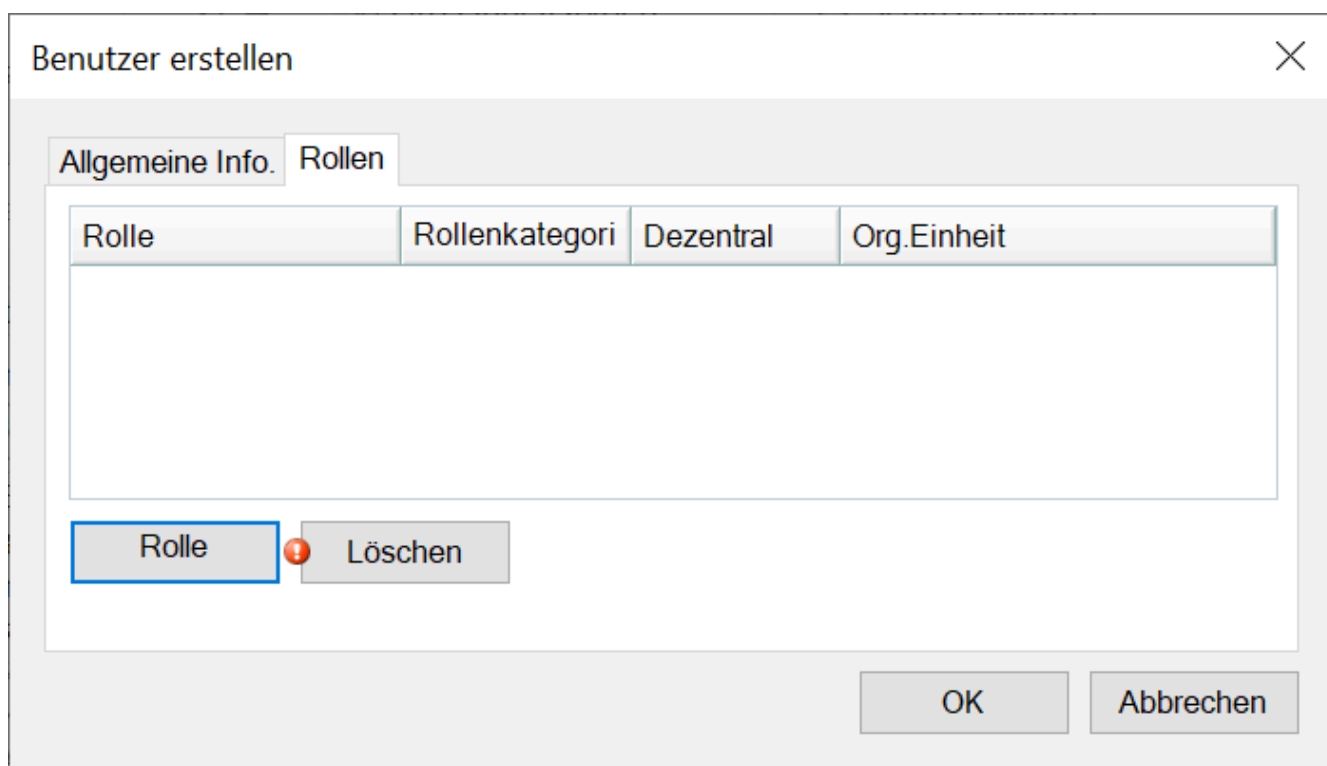 Benutzer erstellen
Allgemeine Info. Rollen
Rolle Rollenkategori Dezentral Org.Einheit
Rolle Löschen
OK Abbrechen